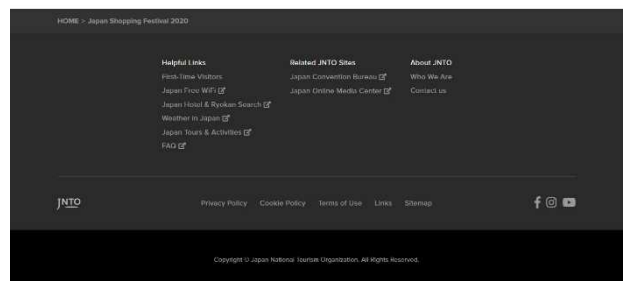 HOME > Japan Shopping Festival 2020
Helpful Links
First-Time Visitors
Japan Free WiFi
Japan Hotel & Ryokan Search
Weather in Japan
Japan Tours & Activities
FAQ
Related JNTO Sites
Japan Convention Bureau
Japan Online Media Center
About JNTO
Who We Are
Contact us
JNTO
Privacy Policy Cookie Policy Terms of Use Links Sitemap
Copyright © Japan National Tourism Organization. All Rights Reserved.